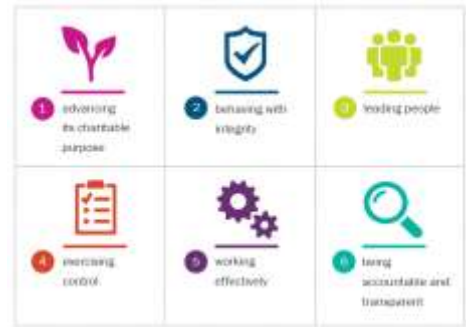 1
advancing
its charitable
purpose
2
behaving with
integrity
3
leading people
4
exercising
control
5
working
effectively
6
being
accountable and
transparent